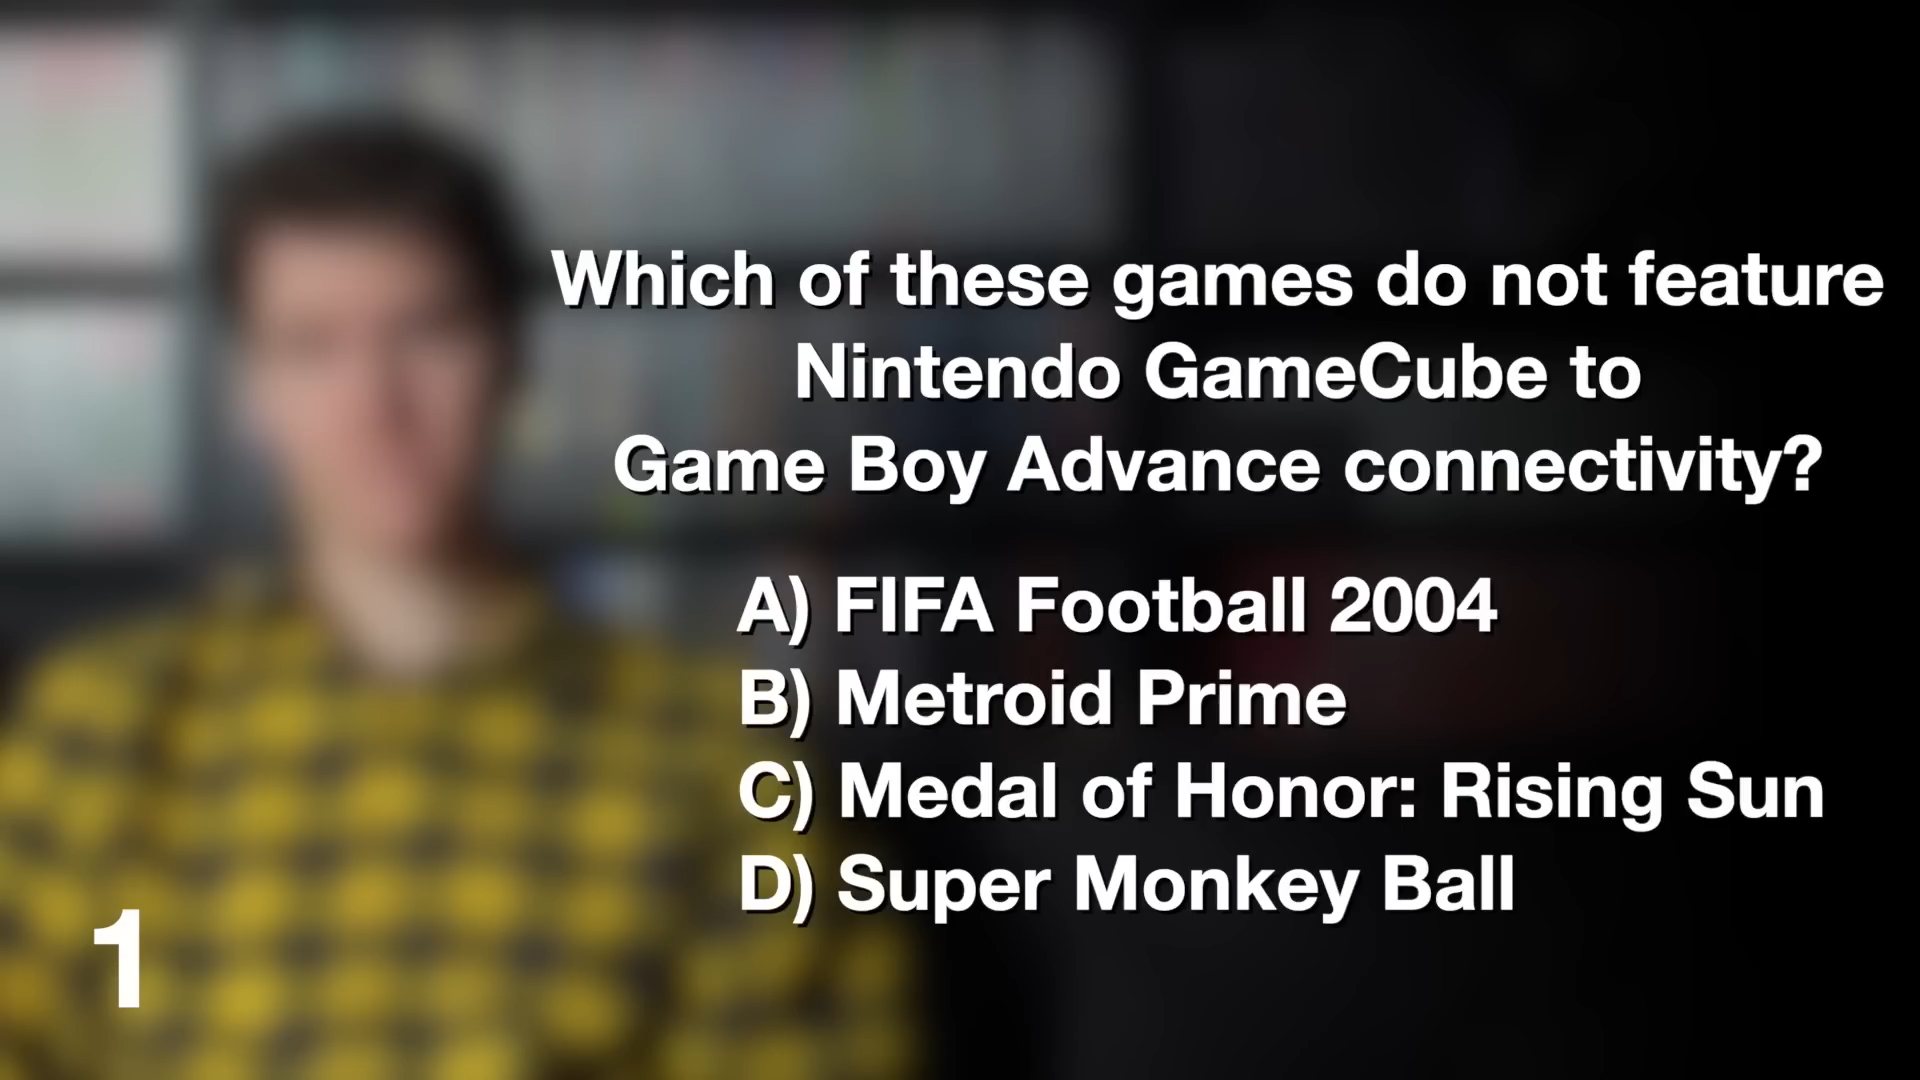 Which of these games do not feature
Nintendo GameCube to
Game Boy Advance connectivity?
A) FIFA Football 2004
B) Metroid Prime
C) Medal of Honor: Rising Sun
D) Super Monkey Ball
1